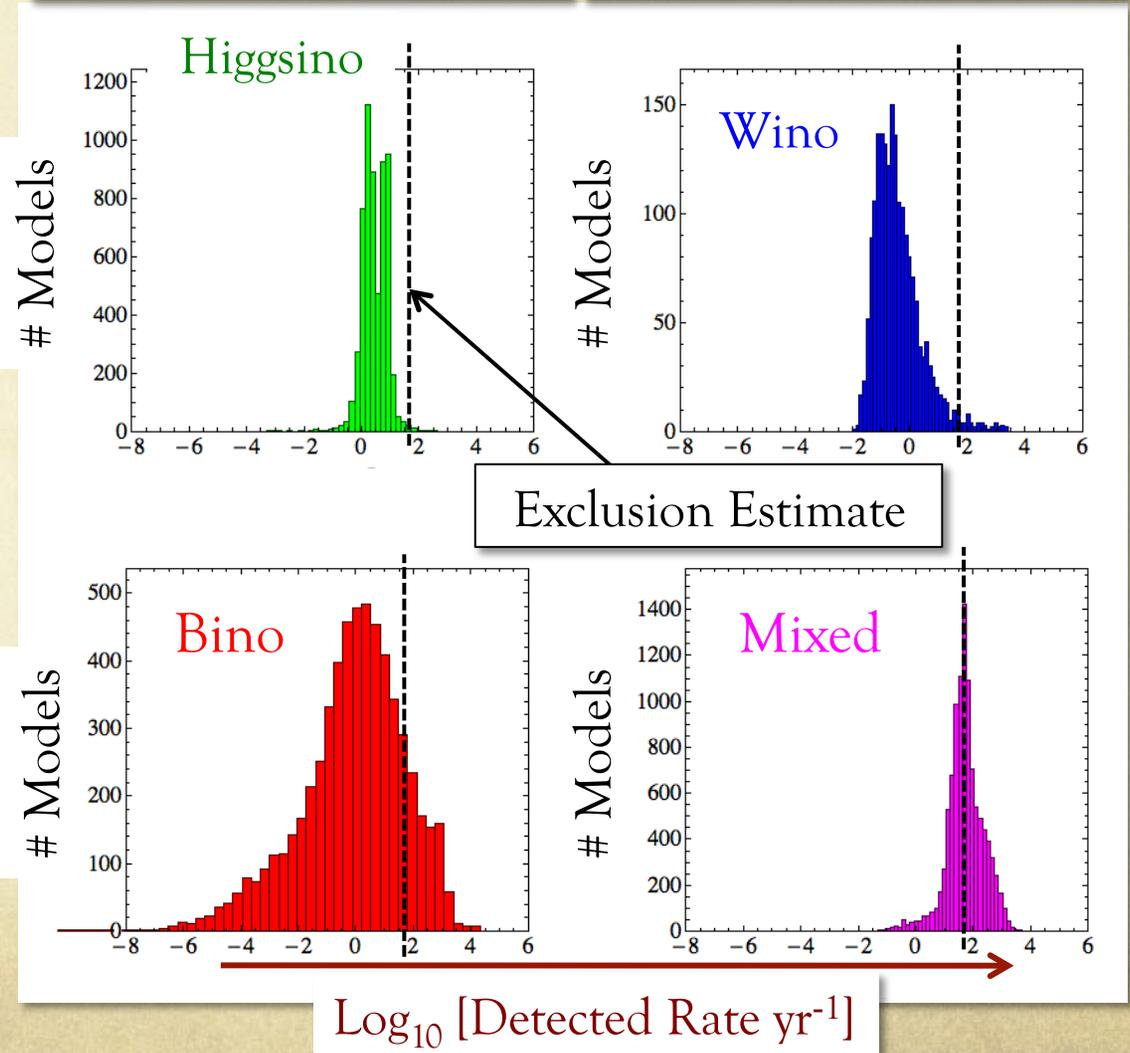 Higgsino
1200
1000
800
600
400
200
0
# Models
−8 −6 −4 −2 0 2 4 6
Wino
150
100
50
0
# Models
−8 −6 −4 −2 0 2 4 6
Exclusion Estimate
Bino
500
400
300
200
100
0
# Models
−8 −6 −4 −2 0 2 4 6
Mixed
1400
1200
1000
800
600
400
200
0
# Models
−8 −6 −4 −2 0 2 4 6
Log₁₀ [Detected Rate yr⁻¹]